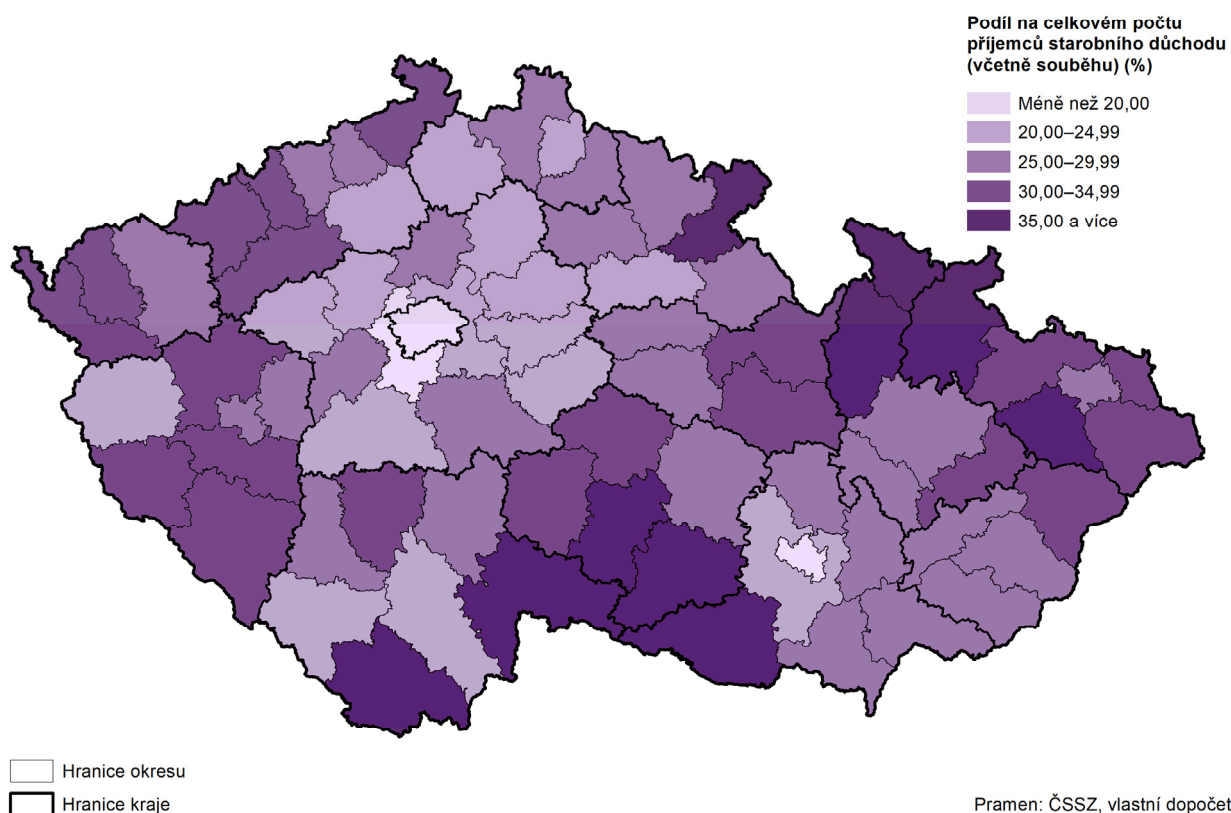 Podíl na celkovém počtu
příjemců starobního důchodu
(včetně souběhu) (%)
Méně než 20,00
20,00–24,99
25,00–29,99
30,00–34,99
35,00 a více
Hranice okresu
Hranice kraje
Pramen: ČSSZ, vlastní dopočet